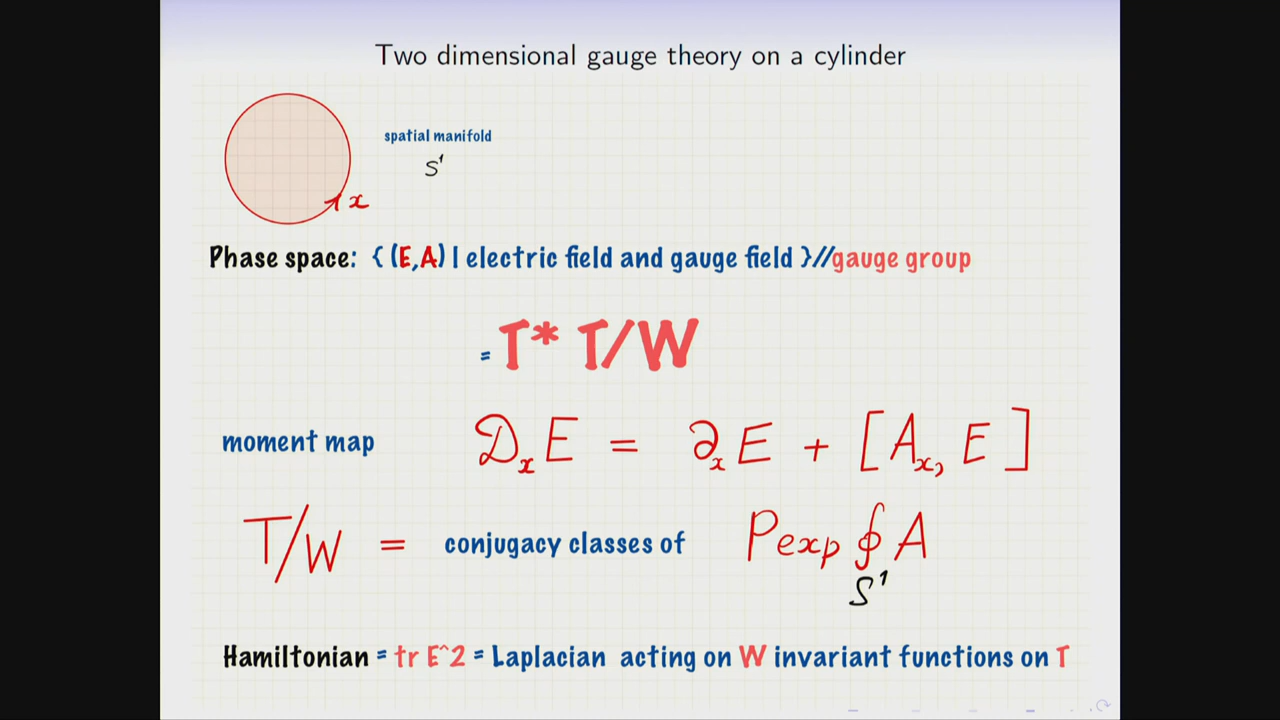 Two dimensional gauge theory on a cylinder
spatial manifold
S¹
x
Phase space: { (E,A) | electric field and gauge field }//gauge group
= T* T/W
moment map 𝒟ₓE = ∂ₓE + [Aₓ, E]
T/W = conjugacy classes of Pexp ∮ A
S¹
Hamiltonian = tr E^2 = Laplacian acting on W invariant functions on T